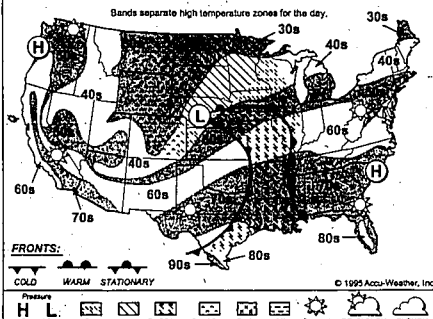 Bands separate high temperature zones for the day.
30s
30s
H
40s
40s
40s
L
60s
H
40s
60s
60s
70s
80s
90s
80s
FRONTS:
COLD WARM STATIONARY
© 1995 Accu-Weather, Inc.
Pressure
H L